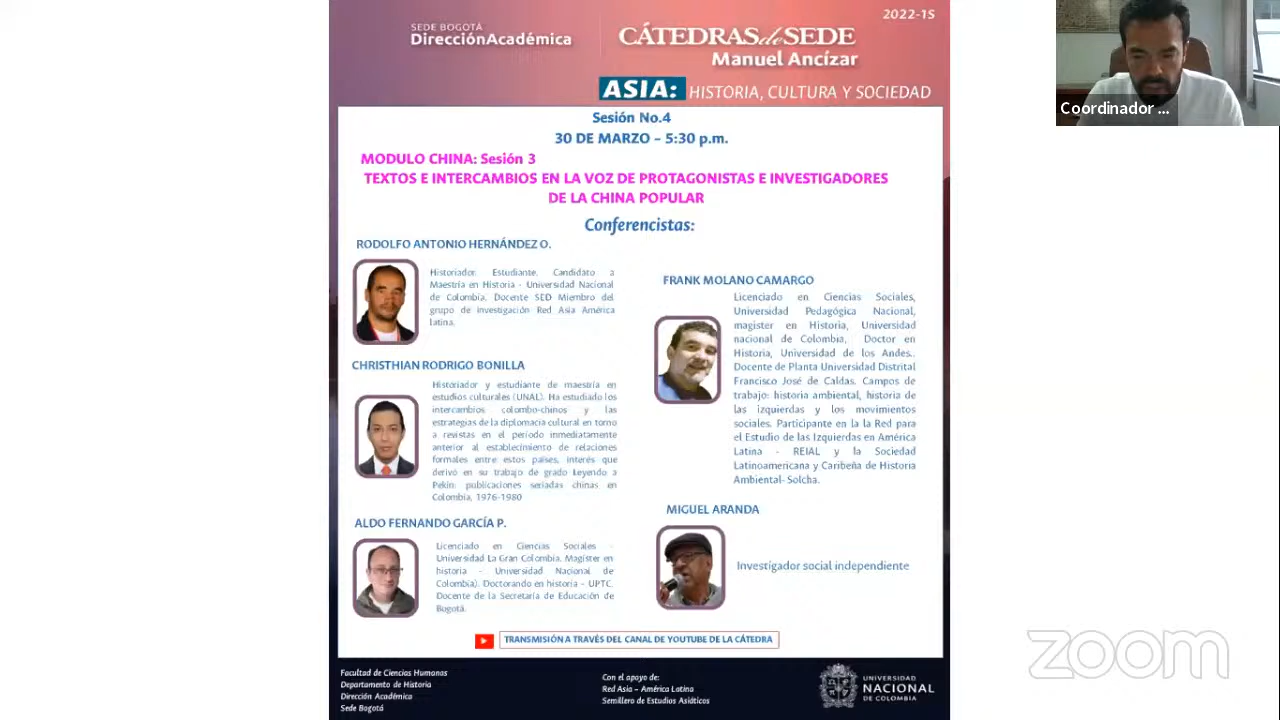 2022-1S
SEDE BOGOTÁ
DirecciónAcadémica
CÁTEDRASdeSEDE
Manuel Ancízar
ASIA: HISTORIA, CULTURA Y SOCIEDAD
Sesión No.4
30 DE MARZO - 5:30 p.m.
MODULO CHINA: Sesión 3
TEXTOS E INTERCAMBIOS EN LA VOZ DE PROTAGONISTAS E INVESTIGADORES
DE LA CHINA POPULAR
Conferencistas:
RODOLFO ANTONIO HERNÁNDEZ O.
Historiador. Estudiante. Candidato a
Maestría en Historia - Universidad Nacional
de Colombia. Docente SED Miembro del
grupo de investigación Red Asia América
latina.
CHRISTHIAN RODRIGO BONILLA
Historiador y estudiante de maestría en
estudios culturales (UNAL). Ha estudiado los
intercambios colombo-chinos y las
estrategias de la diplomacia cultural en torno
a revistas en el período inmediatamente
anterior al establecimiento de relaciones
formales entre estos países, interés que
derivó en su trabajo de grado Leyendo a
Pekín: publicaciones seriadas chinas en
Colombia, 1976-1980
ALDO FERNANDO GARCÍA P.
Licenciado en Ciencias Sociales -
Universidad La Gran Colombia. Magíster en
historia - Universidad Nacional de
Colombia). Doctorando en historia - UPTC.
Docente de la Secretaría de Educación de
Bogotá.
FRANK MOLANO CAMARGO
Licenciado en Ciencias Sociales,
Universidad Pedagógica Nacional,
magister en Historia, Universidad
nacional de Colombia, Doctor en
Historia, Universidad de los Andes..
Docente de Planta Universidad Distrital
Francisco José de Caldas. Campos de
trabajo: historia ambiental, historia de
las izquierdas y los movimientos
sociales. Participante en la la Red para
el Estudio de las Izquierdas en América
Latina - REIAL y la Sociedad
Latinoamericana y Caribeña de Historia
Ambiental- Solcha.
MIGUEL ARANDA
Investigador social independiente
TRANSMISIÓN A TRAVÉS DEL CANAL DE YOUTUBE DE LA CÁTEDRA
Facultad de Ciencias Humanas
Departamento de Historia
Dirección Académica
Sede Bogotá
Con el apoyo de:
Red Asia - América Latina
Semillero de Estudios Asiáticos
UNIVERSIDAD
NACIONAL
DE COLOMBIA
Coordinador ...
zoom